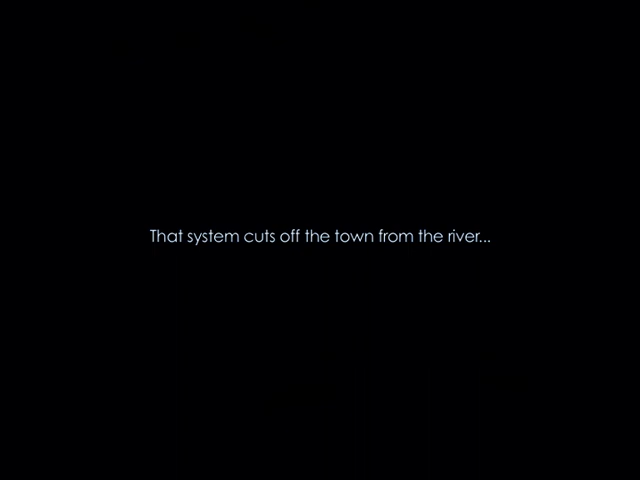 That system cuts off the town from the river...